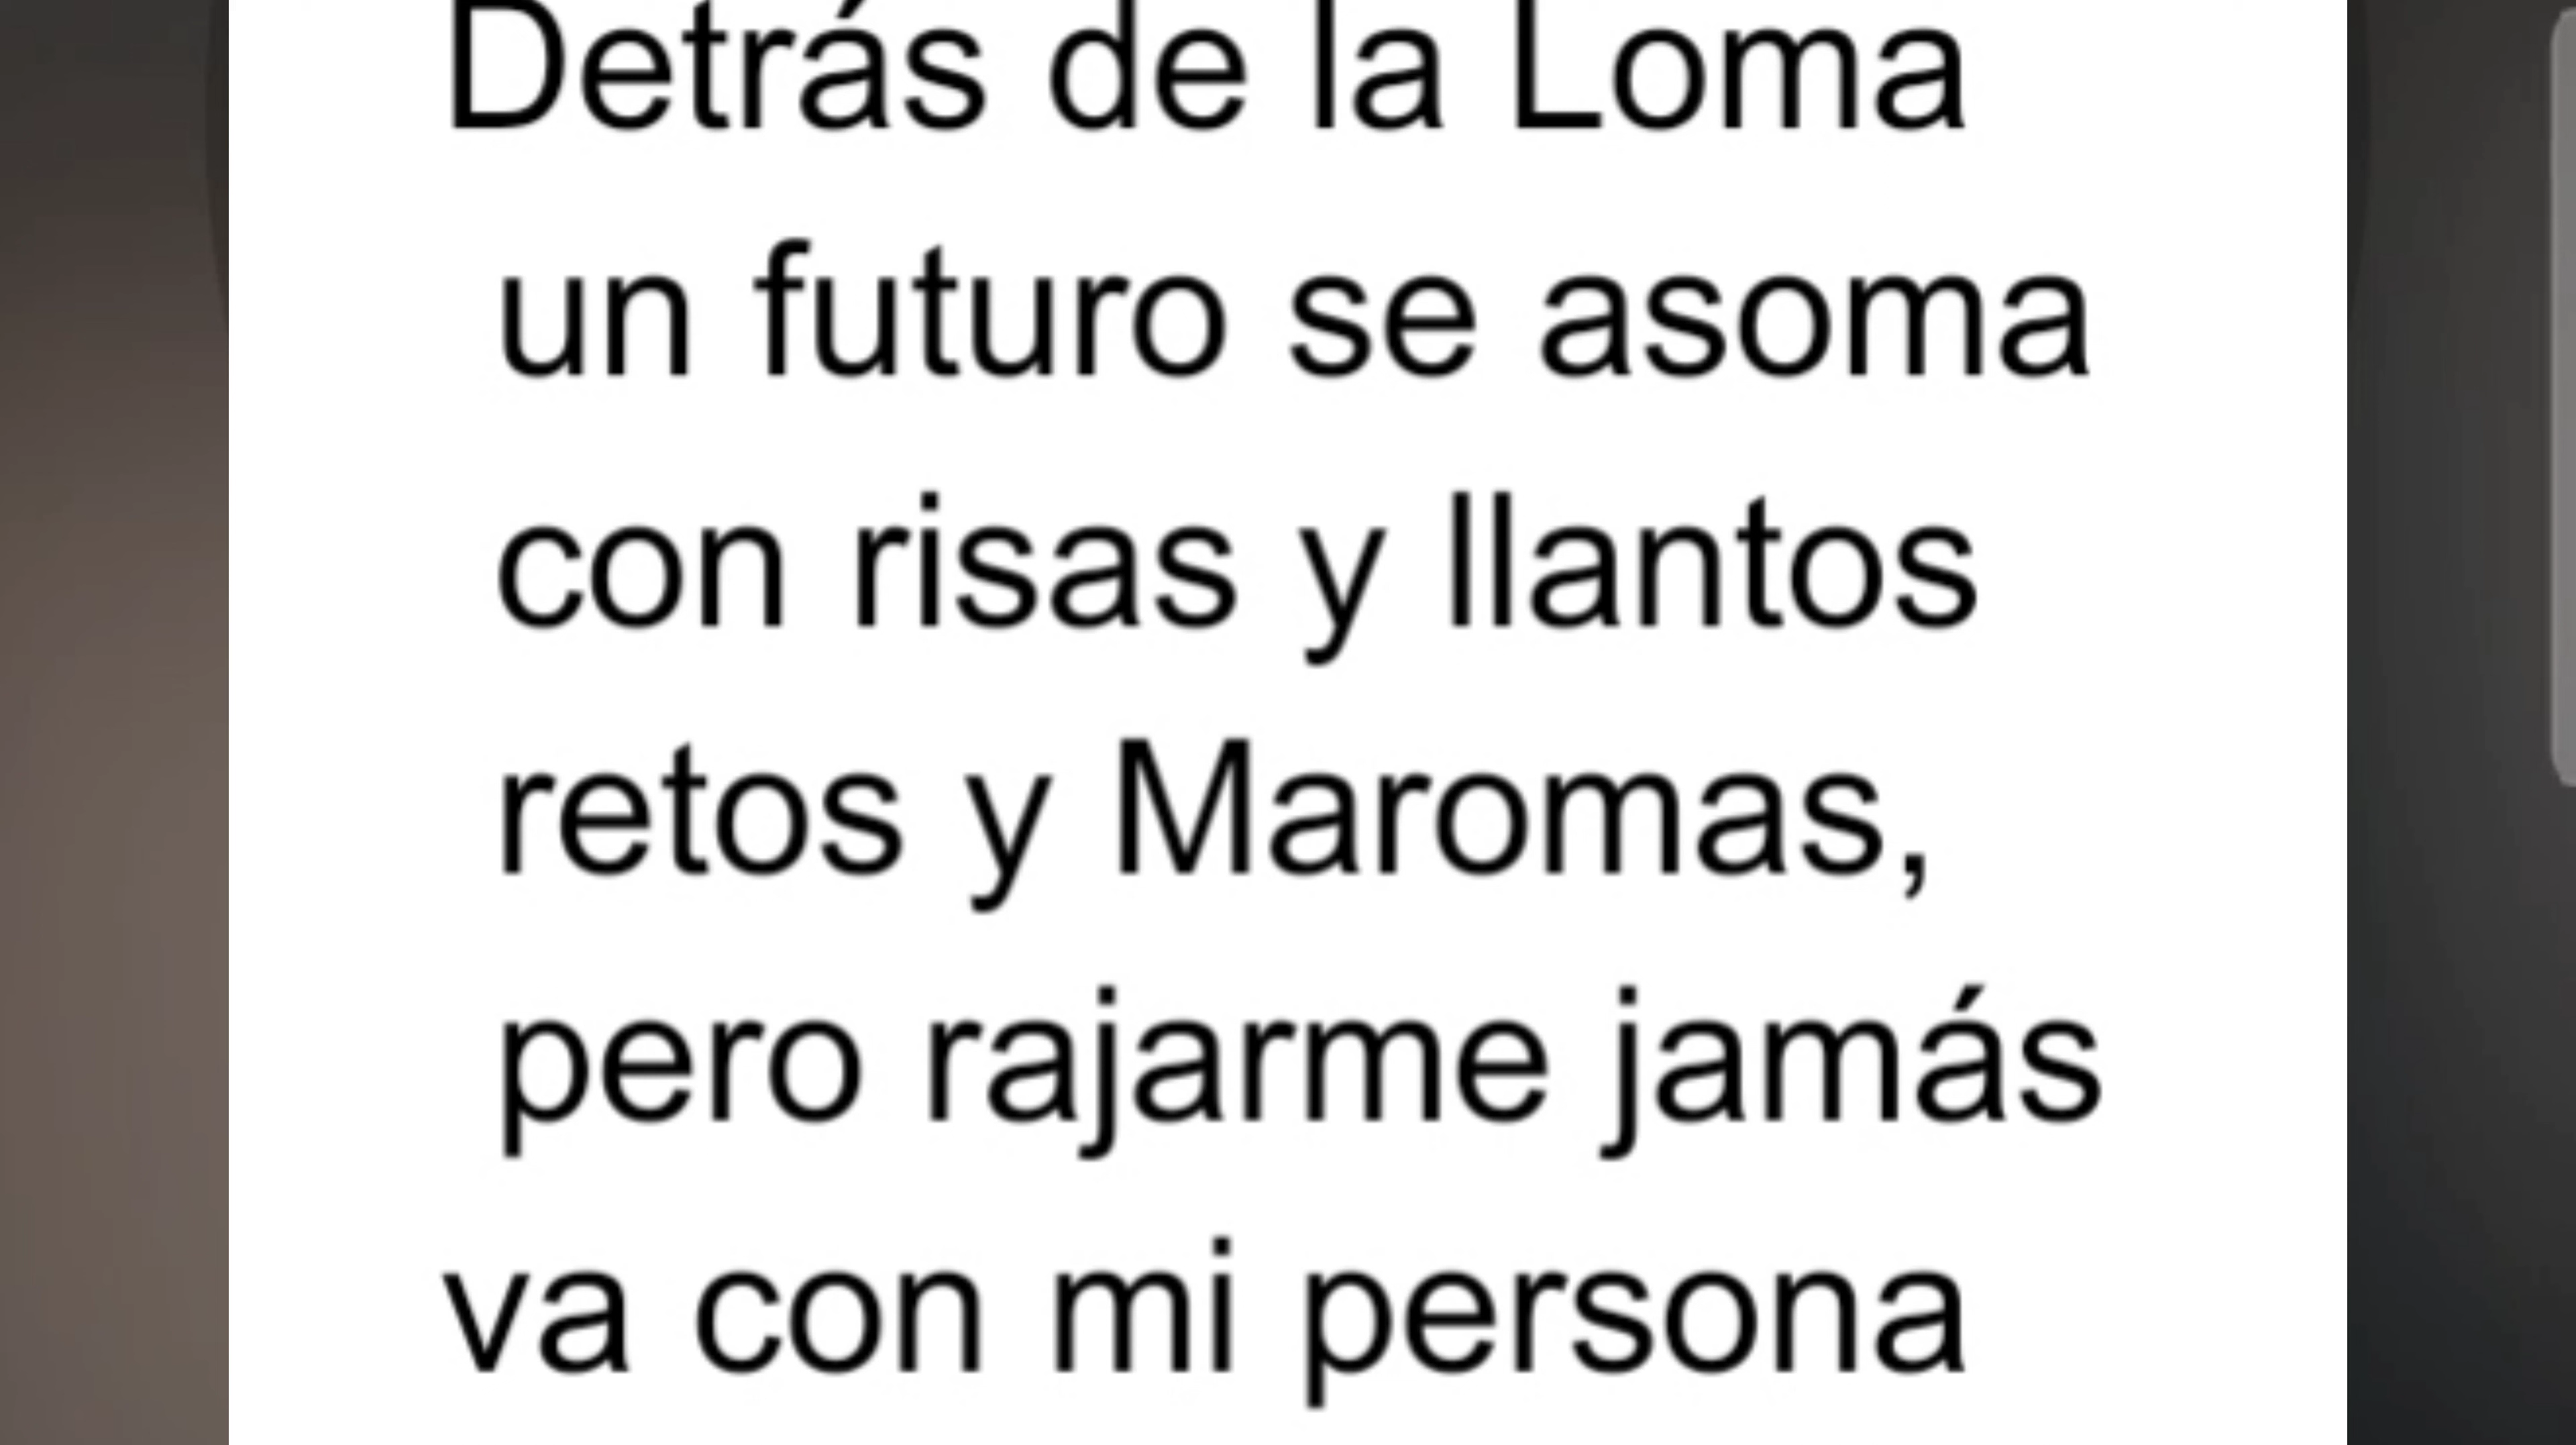 Detrás de la Loma
un futuro se asoma
con risas y llantos
retos y Maromas,
pero rajarme jamás
va con mi persona